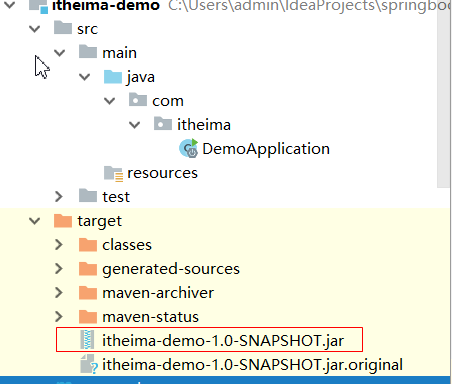 itheima-demo C:\Users\admin\IdeaProjects\springboo
src
main
java
com
itheima
DemoApplication
resources
test
target
classes
generated-sources
maven-archiver
maven-status
itheima-demo-1.0-SNAPSHOT.jar
itheima-demo-1.0-SNAPSHOT.jar.original